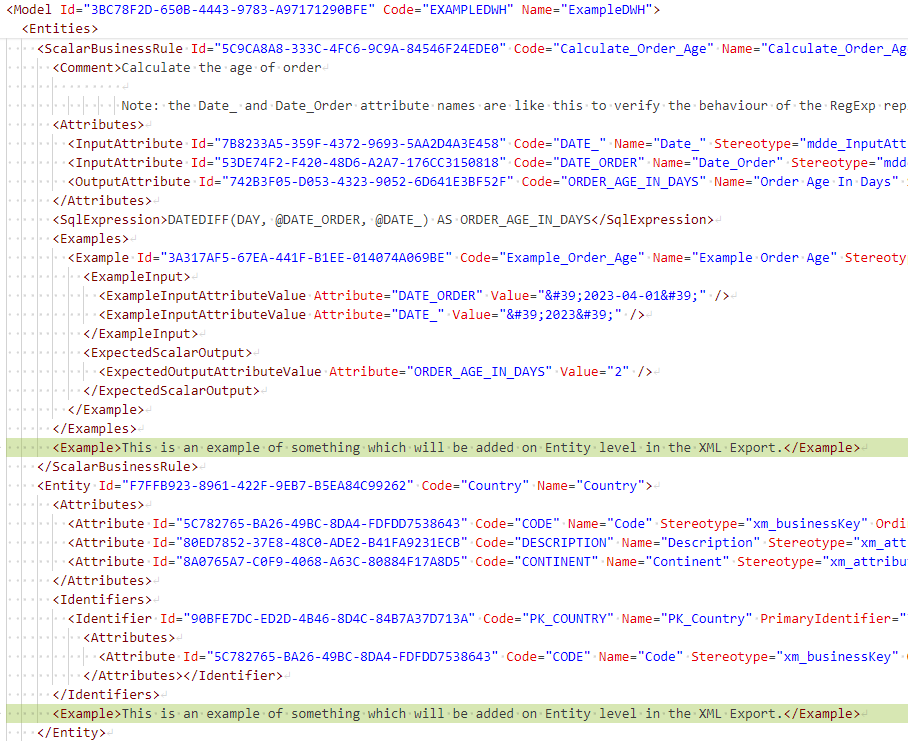 <Model Id="3BC78F2D-650B-4443-9783-A97171290BFE" Code="EXAMPLEDWH" Name="ExampleDWH">
<Entities>
<ScalarBusinessRule Id="5C9CA8A8-333C-4FC6-9C9A-84546F24EDE0" Code="Calculate_Order_Age" Name="Calculate_Order_Ag
<Comment>Calculate the age of order
Note: the Date_ and Date_Order attribute names are like this to verify the behaviour of the RegExp rep
<Attributes>
<InputAttribute Id="7B8233A5-359F-4372-9693-5AA2D4A3E458" Code="DATE_" Name="Date_" Stereotype="mdde_InputAtt
<InputAttribute Id="53DE74F2-F420-48D6-A2A7-176CC3150818" Code="DATE_ORDER" Name="Date_Order" Stereotype="mdd
<OutputAttribute Id="742B3F05-D053-4323-9052-6D641E3BF52F" Code="ORDER_AGE_IN_DAYS" Name="Order Age In Days"
</Attributes>
<SqlExpression>DATEDIFF(DAY, @DATE_ORDER, @DATE_) AS ORDER_AGE_IN_DAYS</SqlExpression>
<Examples>
<Example Id="3A317AF5-67EA-441F-B1EE-014074A069BE" Code="Example_Order_Age" Name="Example Order Age" Stereoty
<ExampleInput>
<ExampleInputAttributeValue Attribute="DATE_ORDER" Value="&#39;2023-04-01&#39;" />
<ExampleInputAttributeValue Attribute="DATE_" Value="&#39;2023&#39;" />
</ExampleInput>
<ExpectedScalarOutput>
<ExpectedOutputAttributeValue Attribute="ORDER_AGE_IN_DAYS" Value="2" />
</ExpectedScalarOutput>
</Example>
</Examples>
<Example>This is an example of something which will be added on Entity level in the XML Export.</Example>
</ScalarBusinessRule>
<Entity Id="F7FFB923-8961-422F-9EB7-B5EA84C99262" Code="Country" Name="Country">
<Attributes>
<Attribute Id="5C782765-BA26-49BC-8DA4-FDFDD7538643" Code="CODE" Name="Code" Stereotype="xm_businessKey" Ordi
<Attribute Id="80ED7852-37E8-48C0-ADE2-B41FA9231ECB" Code="DESCRIPTION" Name="Description" Stereotype="xm_att
<Attribute Id="8A0765A7-C0F9-4068-A63C-80884F17A8D5" Code="CONTINENT" Name="Continent" Stereotype="xm_attribu
</Attributes>
<Identifiers>
<Identifier Id="90BFE7DC-ED2D-4B46-8D4C-84B7A37D713A" Code="PK_COUNTRY" Name="PK_Country" PrimaryIdentifier="
<Attributes>
<Attribute Id="5C782765-BA26-49BC-8DA4-FDFDD7538643" Code="CODE" Name="Code" Stereotype="xm_businessKey"
</Attributes></Identifier>
</Identifiers>
<Example>This is an example of something which will be added on Entity level in the XML Export.</Example>
</Entity>